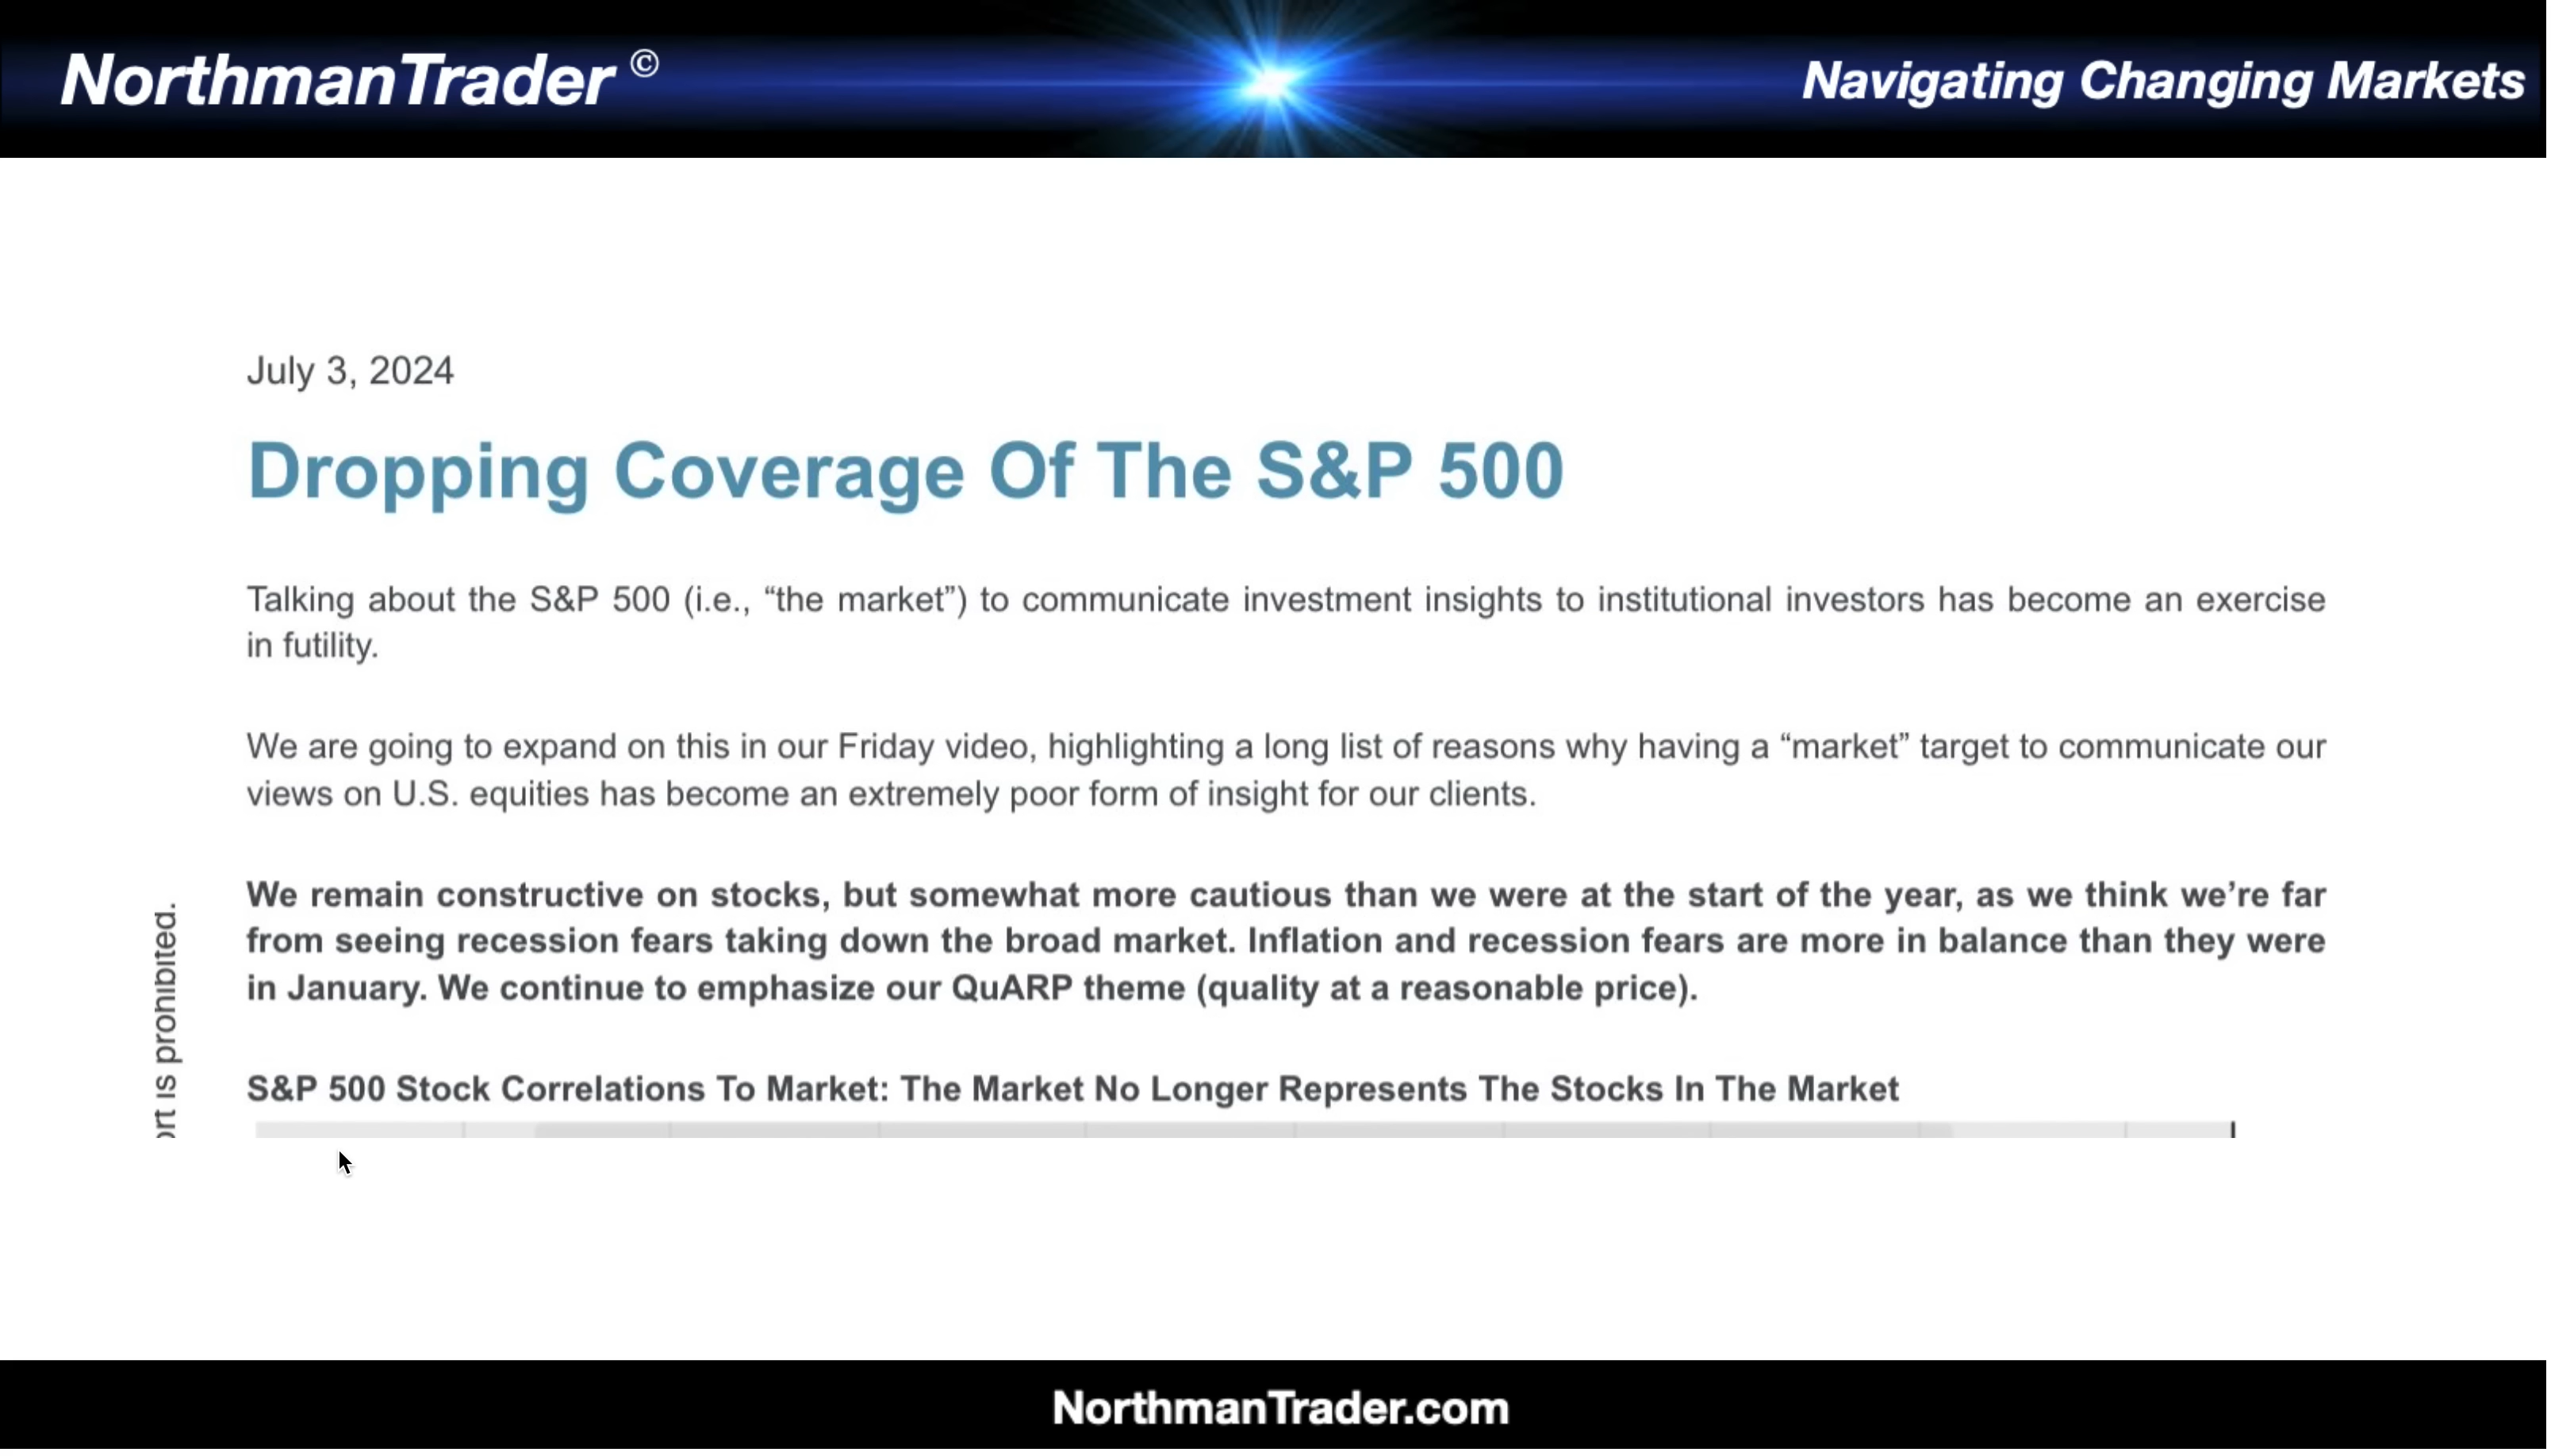 NorthmanTrader ©
Navigating Changing Markets
July 3, 2024
Dropping Coverage Of The S&P 500
Talking about the S&P 500 (i.e., “the market”) to communicate investment insights to institutional investors has become an exercise
in futility.
We are going to expand on this in our Friday video, highlighting a long list of reasons why having a “market” target to communicate our
views on U.S. equities has become an extremely poor form of insight for our clients.
We remain constructive on stocks, but somewhat more cautious than we were at the start of the year, as we think we’re far
from seeing recession fears taking down the broad market. Inflation and recession fears are more in balance than they were
in January. We continue to emphasize our QuARP theme (quality at a reasonable price).
S&P 500 Stock Correlations To Market: The Market No Longer Represents The Stocks In The Market
is prohibited.
NorthmanTrader.com